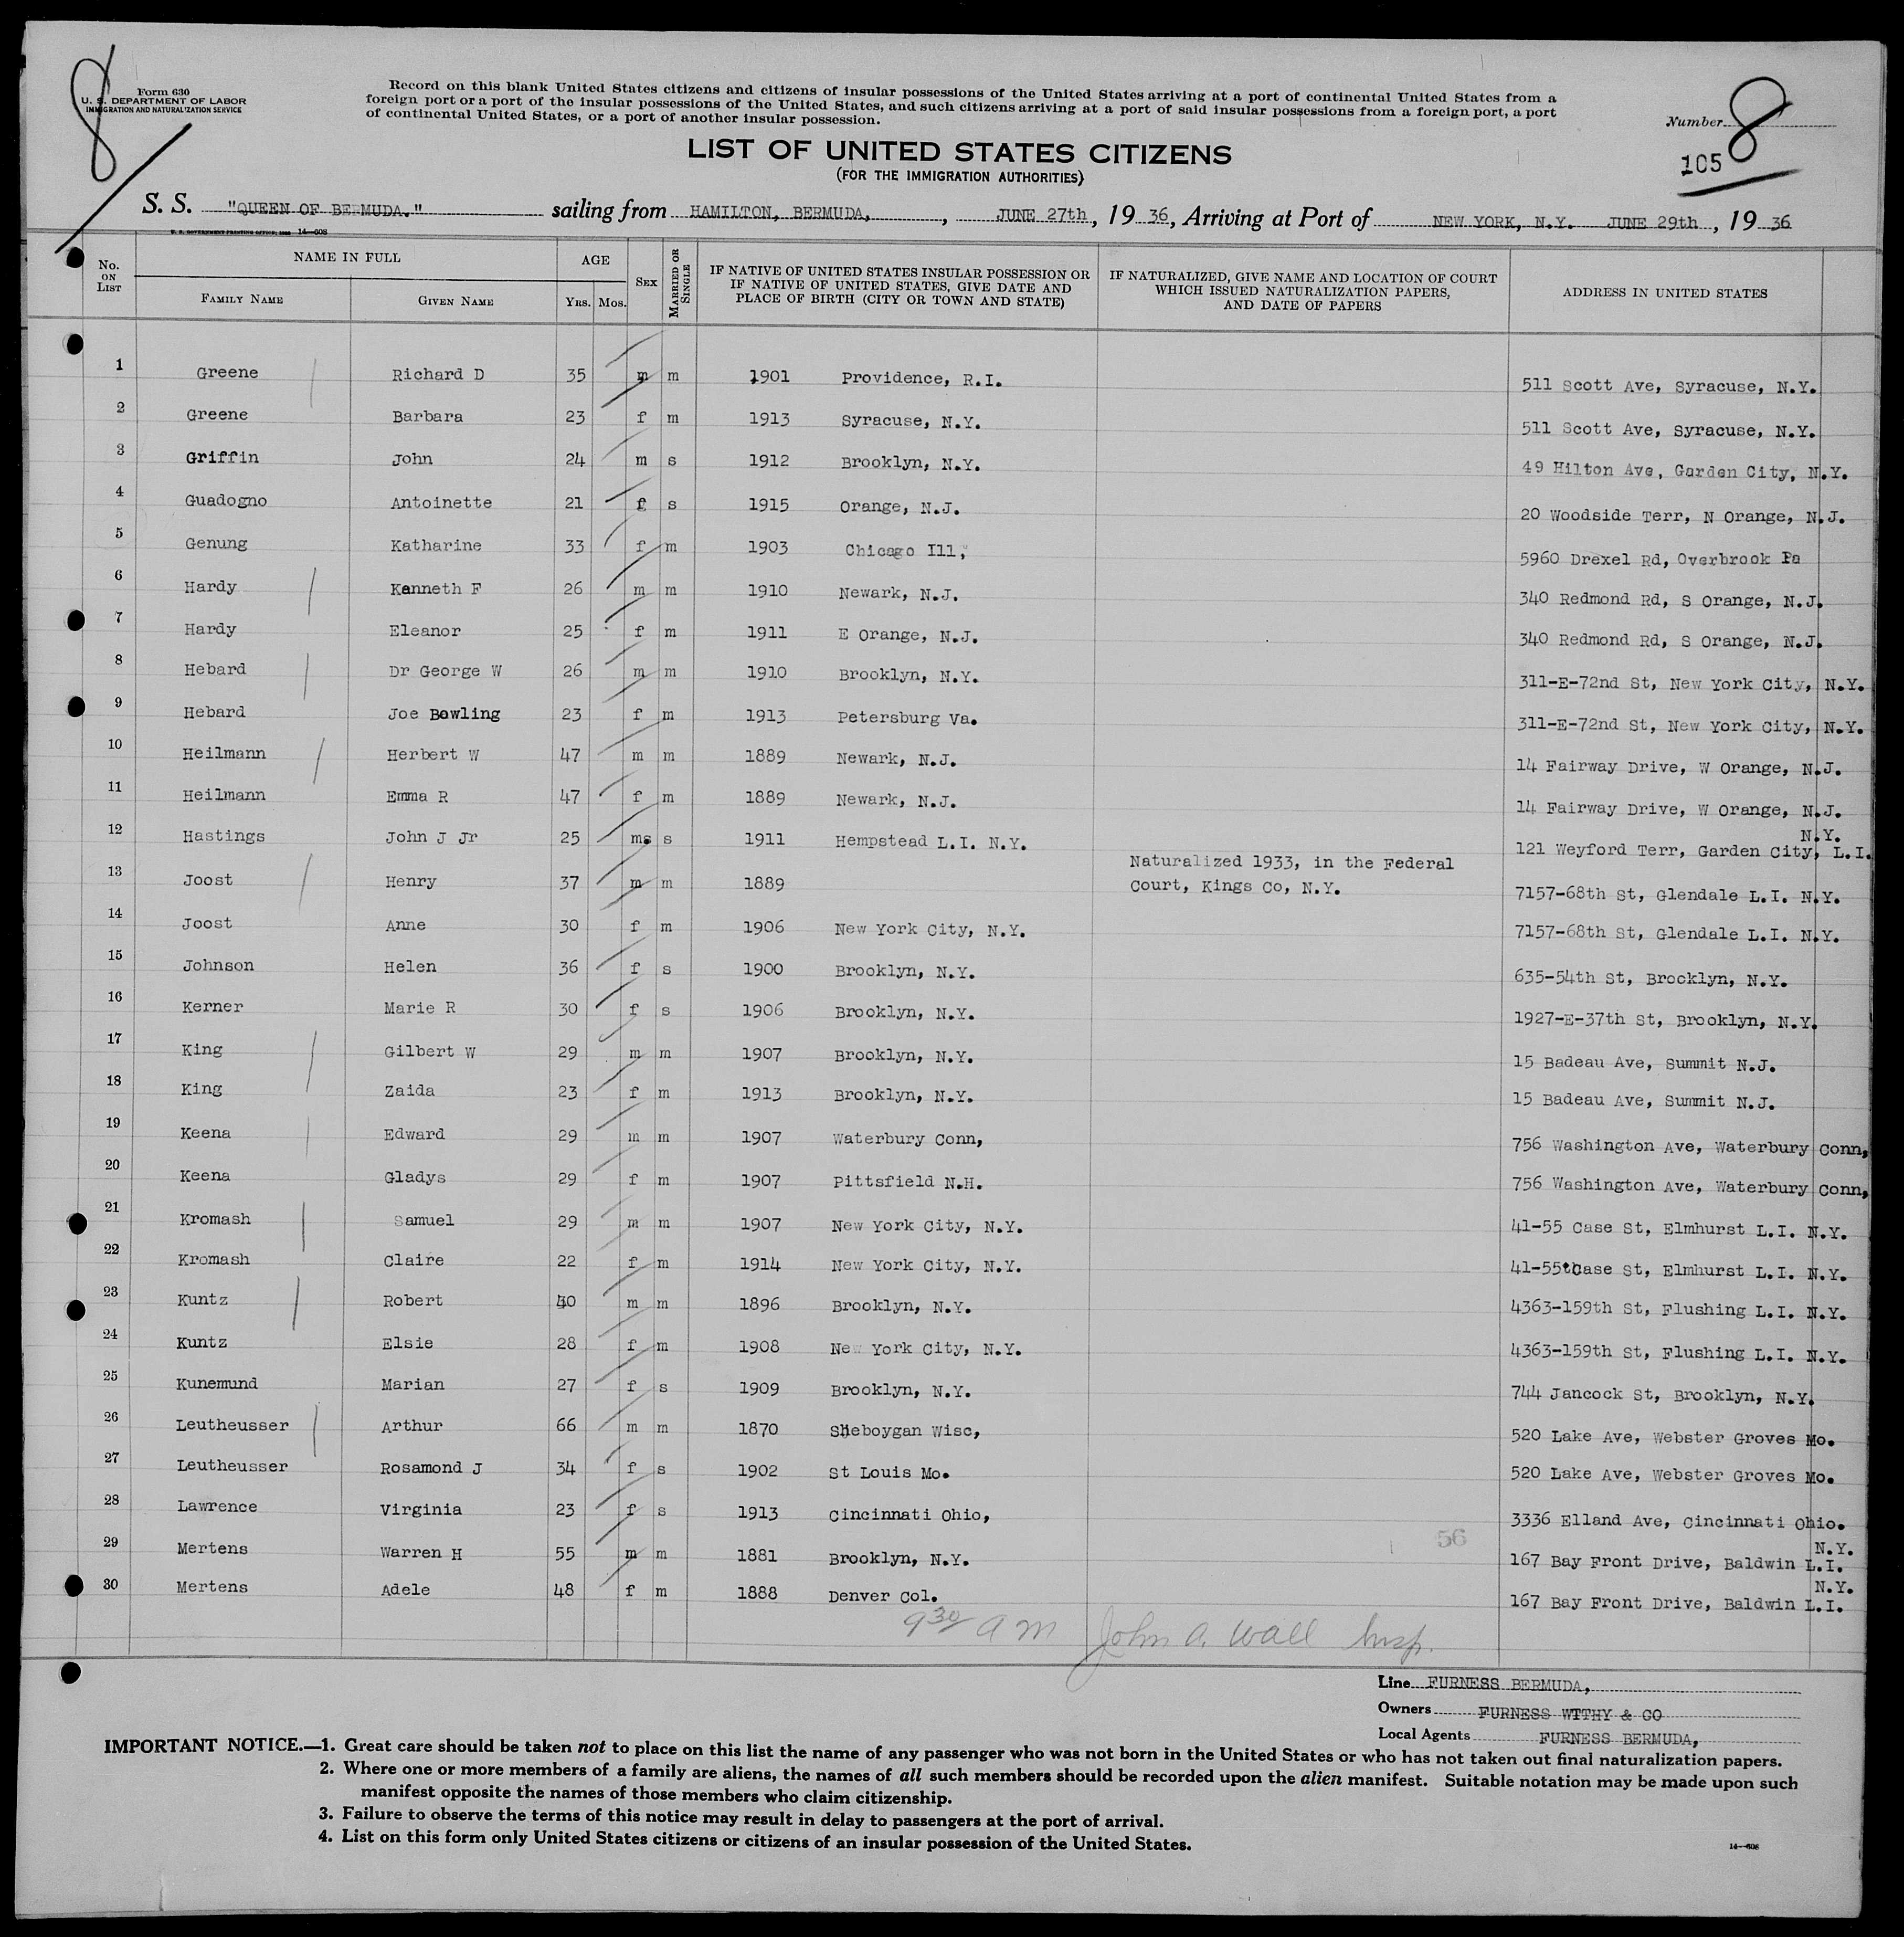 8
Form 630
U. S. DEPARTMENT OF LABOR
IMMIGRATION AND NATURALIZATION SERVICE
Record on this blank United States citizens and citizens of insular possessions of the United States arriving at a port of continental United States from a
foreign port or a port of the insular possessions of the United States, and such citizens arriving at a port of said insular possessions from a foreign port, a port
of continental United States, or a port of another insular possession.
Number 8
105
LIST OF UNITED STATES CITIZENS
(FOR THE IMMIGRATION AUTHORITIES)
S. S. "QUEEN OF BERMUDA." sailing from HAMILTON, BERMUDA, , JUNE 27th, 19 36, Arriving at Port of NEW YORK, N.Y. JUNE 29th, 19 36
14-608
No. ON LIST NAME IN FULL AGE SEX MARRIED OR SINGLE IF NATIVE OF UNITED STATES INSULAR POSSESSION OR IF NATIVE OF UNITED STATES, GIVE DATE AND PLACE OF BIRTH (CITY OR TOWN AND STATE) IF NATURALIZED, GIVE NAME AND LOCATION OF COURT WHICH ISSUED NATURALIZATION PAPERS, AND DATE OF PAPERS ADDRESS IN UNITED STATES
FAMILY NAME GIVEN NAME YRS. MOS.
1 Greene Richard D 35 m m 1901 Providence, R.I. 511 Scott Ave, Syracuse, N.Y.
2 Greene Barbara 23 f m 1913 Syracuse, N.Y. 511 Scott Ave, Syracuse, N.Y.
3 Griffin John 24 m s 1912 Brooklyn, N.Y. 49 Hilton Ave, Garden City, N.Y.
4 Guadogno Antoinette 21 f s 1915 Orange, N.J. 20 Woodside Terr, N Orange, N.J.
5 Genung Katharine 33 f m 1903 Chicago Ill, 5960 Drexel Rd, Overbrook Pa
6 Hardy Kenneth F 26 m m 1910 Newark, N.J. 340 Redmond Rd, S Orange, N.J.
7 Hardy Eleanor 25 f m 1911 E Orange, N.J. 340 Redmond Rd, S Orange, N.J.
8 Hebard Dr George W 26 m m 1910 Brooklyn, N.Y. 311-E-72nd St, New York City, N.Y.
9 Hebard Joe Bowling 23 f m 1913 Petersburg Va. 311-E-72nd St, New York City, N.Y.
10 Heilmann Herbert W 47 m m 1889 Newark, N.J. 14 Fairway Drive, W Orange, N.J.
11 Heilmann Emma R 47 f m 1889 Newark, N.J. 14 Fairway Drive, W Orange, N.J.
N.Y.
12 Hastings John J Jr 25 ms s 1911 Hempstead L.I. N.Y. 121 Weyford Terr, Garden City, L.I.
Naturalized 1933, in the Federal
13 Joost Henry 37 m m 1889 Court, Kings Co, N.Y. 7157-68th St, Glendale L.I. N.Y.
14 Joost Anne 30 f m 1906 New York City, N.Y. 7157-68th St, Glendale L.I. N.Y.
15 Johnson Helen 36 f s 1900 Brooklyn, N.Y. 635-54th St, Brooklyn, N.Y.
16 Kerner Marie R 30 f s 1906 Brooklyn, N.Y. 1927-E-37th St, Brooklyn, N.Y.
17 King Gilbert W 29 m m 1907 Brooklyn, N.Y. 15 Badeau Ave, Summit N.J.
18 King Zaida 23 f m 1913 Brooklyn, N.Y. 15 Badeau Ave, Summit N.J.
19 Keena Edward 29 m m 1907 Waterbury Conn, 756 Washington Ave, Waterbury Conn,
20 Keena Gladys 29 f m 1907 Pittsfield N.H. 756 Washington Ave, Waterbury Conn,
21 Kromash Samuel 29 m m 1907 New York City, N.Y. 41-55 Case St, Elmhurst L.I. N.Y.
22 Kromash Claire 22 f m 1914 New York City, N.Y. 41-55 Case St, Elmhurst L.I. N.Y.
23 Kuntz Robert 40 m m 1896 Brooklyn, N.Y. 4363-159th St, Flushing L.I. N.Y.
24 Kuntz Elsie 28 f m 1908 New York City, N.Y. 4363-159th St, Flushing L.I. N.Y.
25 Kunemund Marian 27 f s 1909 Brooklyn, N.Y. 744 Jancock St, Brooklyn, N.Y.
26 Leutheusser Arthur 66 m m 1870 Sheboygan Wisc, 520 Lake Ave, Webster Groves Mo.
27 Leutheusser Rosamond J 34 f s 1902 St Louis Mo. 520 Lake Ave, Webster Groves Mo.
28 Lawrence Virginia 23 f s 1913 Cincinnati Ohio, 3336 Elland Ave, Cincinnati Ohio.
56 N.Y.
29 Mertens Warren H 55 m m 1881 Brooklyn, N.Y. 167 Bay Front Drive, Baldwin L.I.
N.Y.
30 Mertens Adele 48 f m 1888 Denver Col. 167 Bay Front Drive, Baldwin L.I.
9 30 a m John A. Wall Insp.
Line FURNESS BERMUDA,
Owners FURNESS WITHY & CO
Local Agents FURNESS BERMUDA,
IMPORTANT NOTICE.—1. Great care should be taken not to place on this list the name of any passenger who was not born in the United States or who has not taken out final naturalization papers.
2. Where one or more members of a family are aliens, the names of all such members should be recorded upon the alien manifest. Suitable notation may be made upon such
manifest opposite the names of those members who claim citizenship.
3. Failure to observe the terms of this notice may result in delay to passengers at the port of arrival.
4. List on this form only United States citizens or citizens of an insular possession of the United States.
14-608